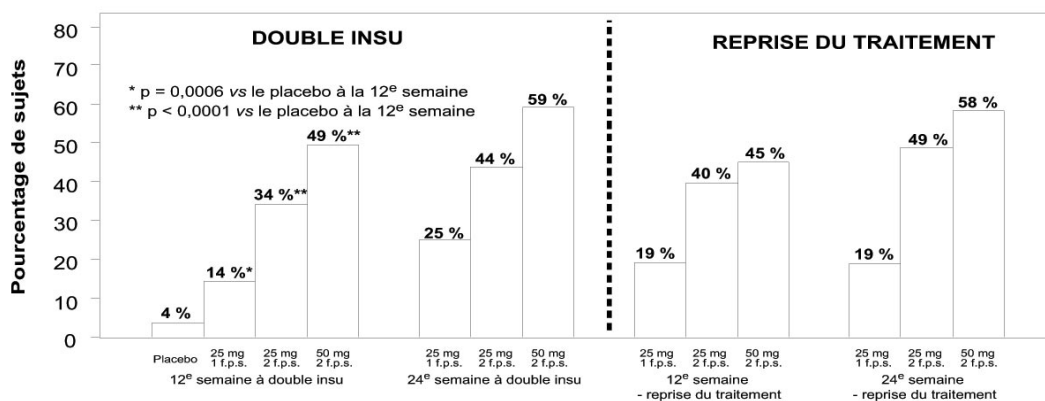 Pourcentage de sujets
80
70
60
50
40
30
20
10
0
DOUBLE INSU
* p = 0,0006 vs le placebo à la 12e semaine
** p < 0,0001 vs le placebo à la 12e semaine
4 %
14 %*
34 %**
49 %**
25 %
44 %
59 %
Placebo
25 mg
1 f.p.s.
25 mg
2 f.p.s.
50 mg
2 f.p.s.
12e semaine à double insu
25 mg
1 f.p.s.
25 mg
2 f.p.s.
50 mg
2 f.p.s.
24e semaine à double insu
REPRISE DU TRAITEMENT
19 %
40 %
45 %
19 %
49 %
58 %
25 mg
1 f.p.s.
25 mg
2 f.p.s.
50 mg
2 f.p.s.
12e semaine
- reprise du traitement
25 mg
1 f.p.s.
25 mg
2 f.p.s.
50 mg
2 f.p.s.
24e semaine
- reprise du traitement